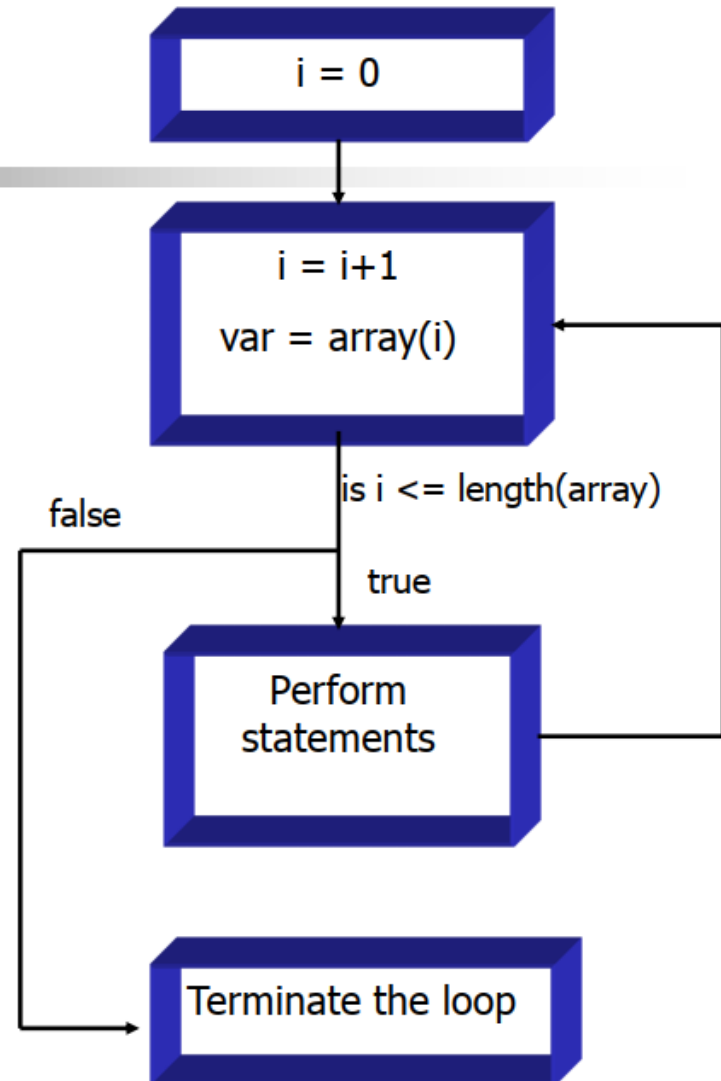 i = 0
i = i+1
var = array(i)
is i <= length(array)
false
true
Perform
statements
Terminate the loop